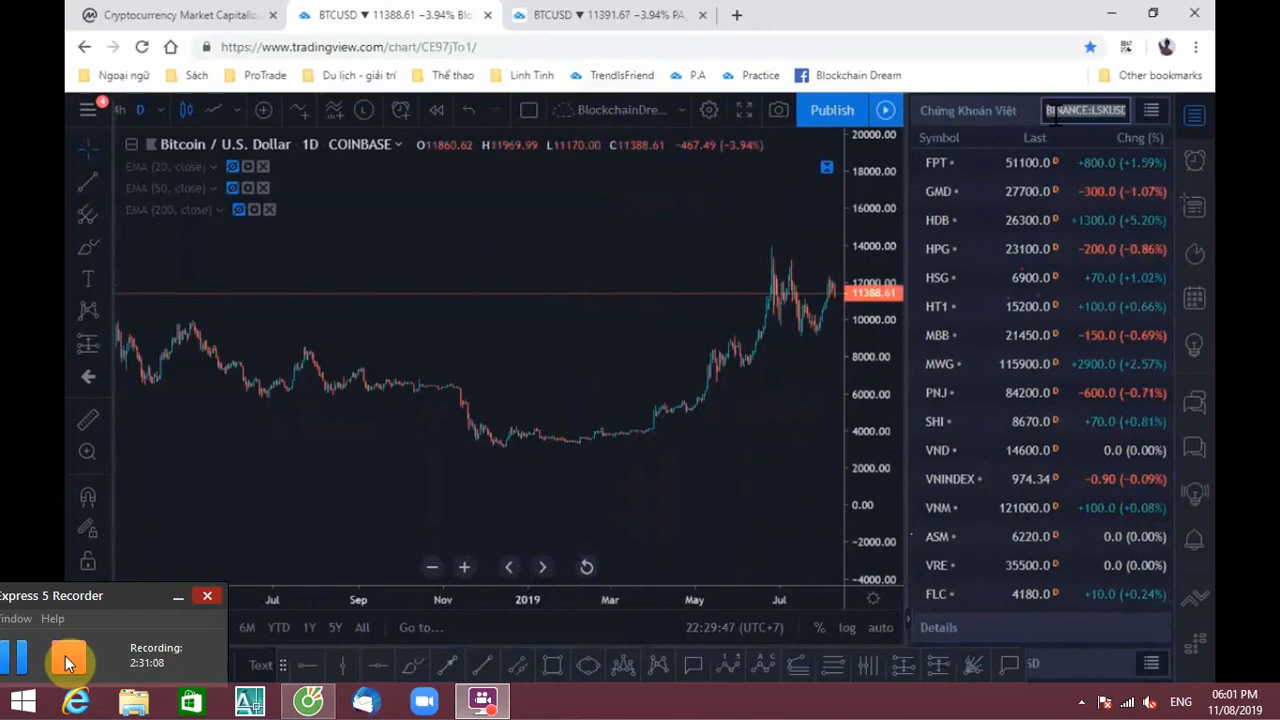 Cryptocurrency Market Capitaliz
BTCUSD ▼ 11388.61 −3.94% Blo
BTCUSD ▼ 11391.67 −3.94% PA_
https://www.tradingview.com/chart/CE97jTo1/
Ngoại ngữ Sách ProTrade Du lịch - giải trí Thể thao Linh Tinh TrendIsFriend P.A Practice Blockchain Dream Other bookmarks
4 4h D BlockchainDre... Publish
Chứng Khoán Việt
Bitcoin / U.S. Dollar 1D COINBASE O11860.62 H11969.99 L11170.00 C11388.61 -467.49 (-3.94%)
EMA (20, close)
EMA (50, close)
EMA (200, close)
20000.00
18000.00
16000.00
14000.00
12000.00
11388.61
10000.00
8000.00
6000.00
4000.00
2000.00
0.00
-2000.00
-4000.00
Symbol Last Chng (%)
FPT 51100.0 D +800.0 (+1.59%)
GMD 27700.0 D -300.0 (-1.07%)
HDB 26300.0 D +1300.0 (+5.20%)
HPG 23100.0 D -200.0 (-0.86%)
HSG 6900.0 D +70.0 (+1.02%)
HT1 15200.0 D +100.0 (+0.66%)
MBB 21450.0 D -150.0 (-0.69%)
MWG 115900.0 D +2900.0 (+2.57%)
PNJ 84200.0 D -600.0 (-0.71%)
SHI 8670.0 D +70.0 (+0.81%)
VND 14600.0 D 0.0 (0.00%)
VNINDEX 974.34 D -0.90 (-0.09%)
VNM 121000.0 D +100.0 (+0.08%)
ASM 6220.0 D 0.0 (0.00%)
VRE 35500.0 D 0.0 (0.00%)
FLC 4180.0 D +10.0 (+0.24%)
Details
Jul Sep Nov 2019 Mar May Jul
6M YTD 1Y 5Y All Go to... 22:29:47 (UTC+7) % log auto
Text
SD
Express 5 Recorder
indow Help
Recording:
2:31:08
ENG
06:01 PM
11/08/2019